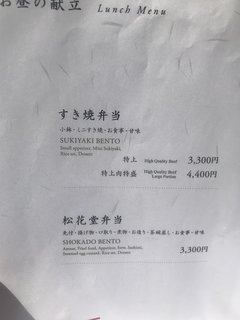 お昼の献立 Lunch Menu
すき焼弁当
小鉢・ミニすき焼・お食事・甘味
SUKIYAKI BENTO
Small appetizer, Mini Sukiyaki,
Rice set, Dessert
特上 High Quality Beef 3,300円
特上肉特盛 High Quality Beef Large Portion 4,400円
松花堂弁当
先付・揚げ物・口取り・煮物・お造り・茶碗蒸し・お食事・甘味
SHOKADO BENTO
Amuse, Fried food, Appetizer, Stew, Sashimi,
Steamed egg custard, Rice set, Dessert
3,300円